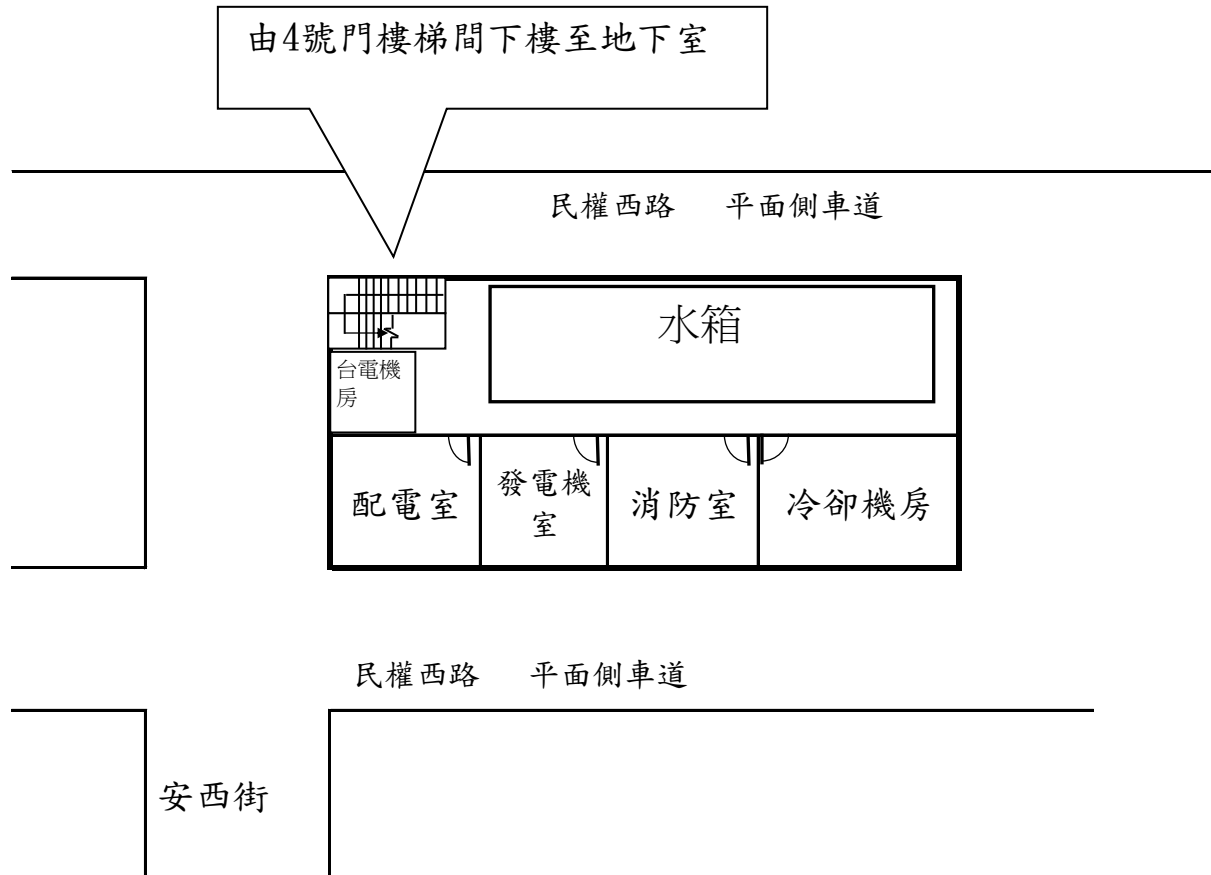 由4號門樓梯間下樓至地下室
民權西路 平面側車道
水箱
台電機
房
配電室
發電機
室
消防室
冷卻機房
民權西路 平面側車道
安西街